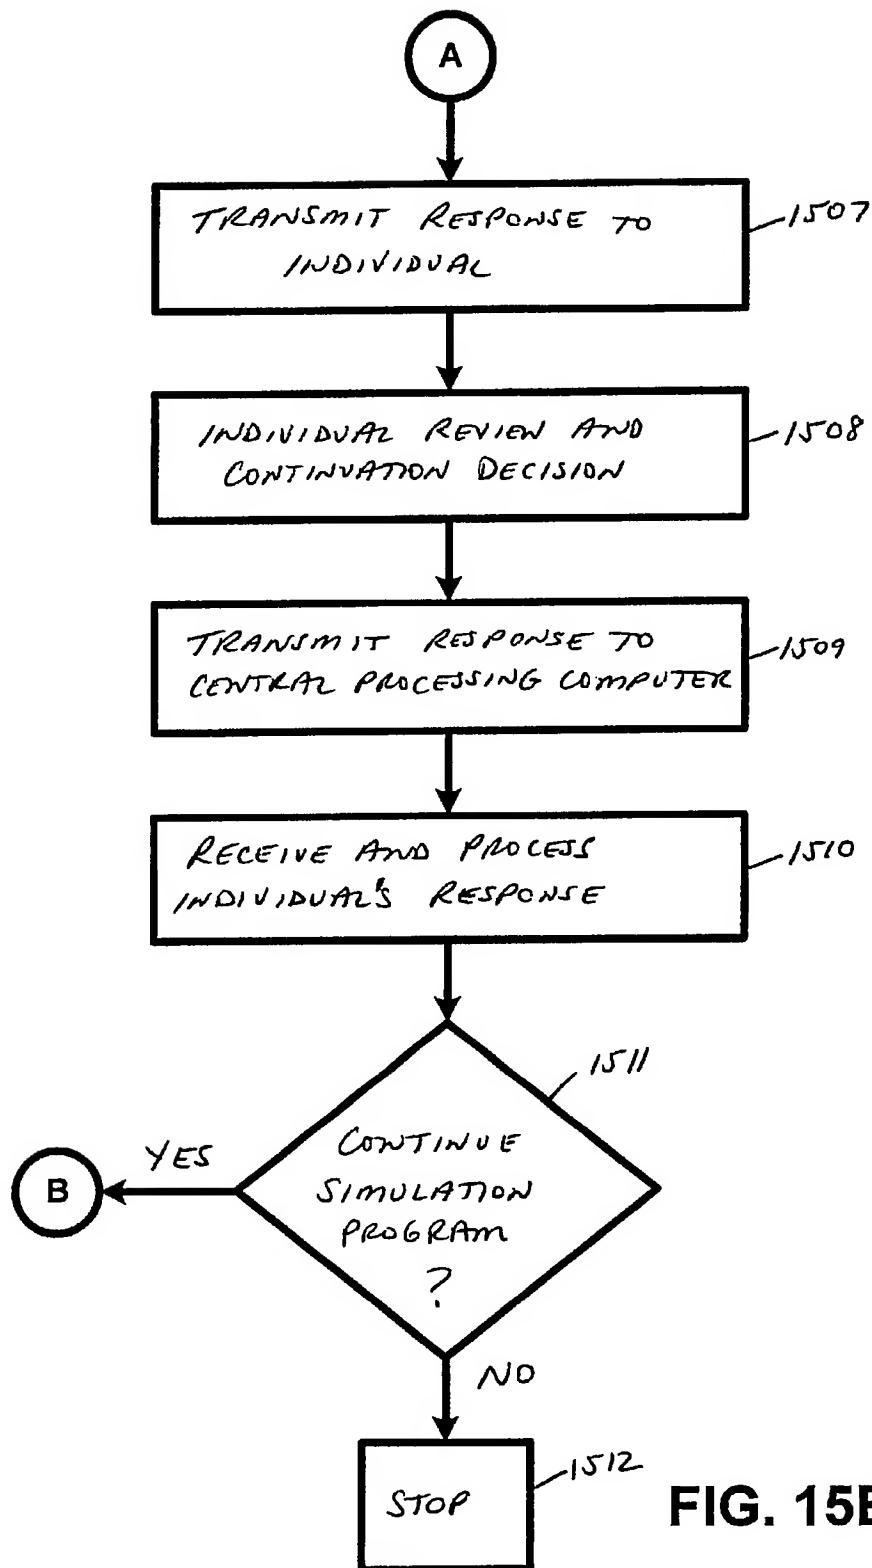 A
TRANSMIT RESPONSE TO
INDIVIDUAL
1507
INDIVIDUAL REVIEW AND
CONTINUATION DECISION
1508
TRANSMIT RESPONSE TO
CENTRAL PROCESSING COMPUTER
1509
RECEIVE AND PROCESS
INDIVIDUAL'S RESPONSE
1510
1511
CONTINUE
SIMULATION
PROGRAM
?
YES
B
NO
STOP
1512
FIG. 15B